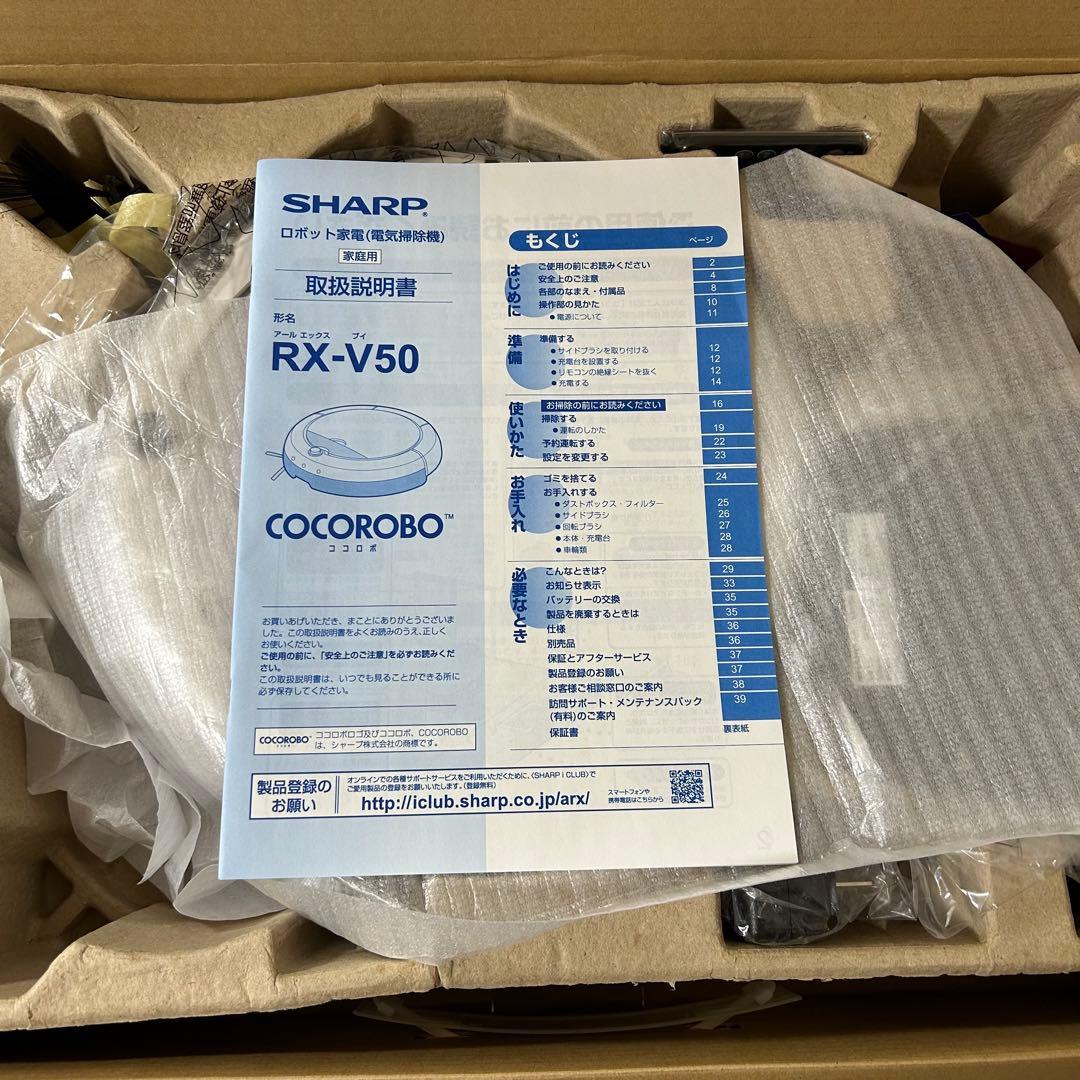 SHARP®
ロボット家電(電気掃除機)
家庭用
取扱説明書
形名
アール エックス ブイ
RX-V50
COCOROBO™
ココロボ
お買いあげいただき、まことにありがとうございま
した。この取扱説明書をよくお読みのうえ、正しく
お使いください。
ご使用の前に、「安全上のご注意」を必ずお読みくだ
さい。
この取扱説明書は、いつでも見ることができる所に
必ず保存してください。
COCOROBO™ ココロボロゴ及びココロボ、COCOROBO
は、シャープ株式会社の商標です。
もくじ ページ
はじめに
ご使用の前にお読みください 2
安全上のご注意 4
各部のなまえ・付属品 8
操作部の見かた 10
●電源について 11
準備
準備する
●サイドブラシを取り付ける 12
●充電台を設置する 12
●リモコンの絶縁シートを抜く 12
●充電する 14
使いかた
お掃除の前にお読みください 16
掃除する
●運転のしかた 19
予約運転する 22
設定を変更する 23
お手入れ
ゴミを捨てる 24
お手入れする
●ダストボックス・フィルター 25
●サイドブラシ 26
●回転ブラシ 27
●本体・充電台 28
●車輪類 28
必要なとき
こんなときは? 29
お知らせ表示 33
バッテリーの交換 35
製品を廃棄するときは 35
仕様 36
別売品 36
保証とアフターサービス 37
製品登録のお願い 37
お客様ご相談窓口のご案内 38
訪問サポート・メンテナンスパック 39
(有料)のご案内
保証書 裏表紙
製品登録の
お願い
オンラインでの各種サポートサービスをご利用いただくために、〈SHARP i CLUB〉で
ご愛用製品の登録をお願いいたします。(登録無料)
http://iclub.sharp.co.jp/arx/
スマートフォンや
携帯電話はこちらから